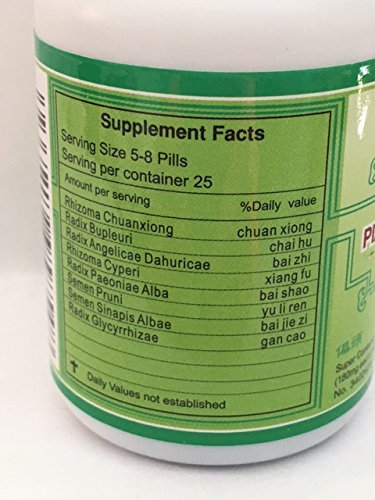 Supplement Facts
Serving Size 5-8 Pills
Serving per container 25
Amount per serving %Daily value
Rhizoma Chuanxiong chuan xiong
Radix Bupleuri chai hu
Radix Angelicae Dahuricae bai zhi
Rhizoma Cyperi xiang fu
Radix Paeoniae Alba bai shao
Semen Pruni yu li ren
Semen Sinapis Albae bai jie zi
Radix Glycyrrhizae gan cao
† Daily Values not established
Super
(180mg
No.